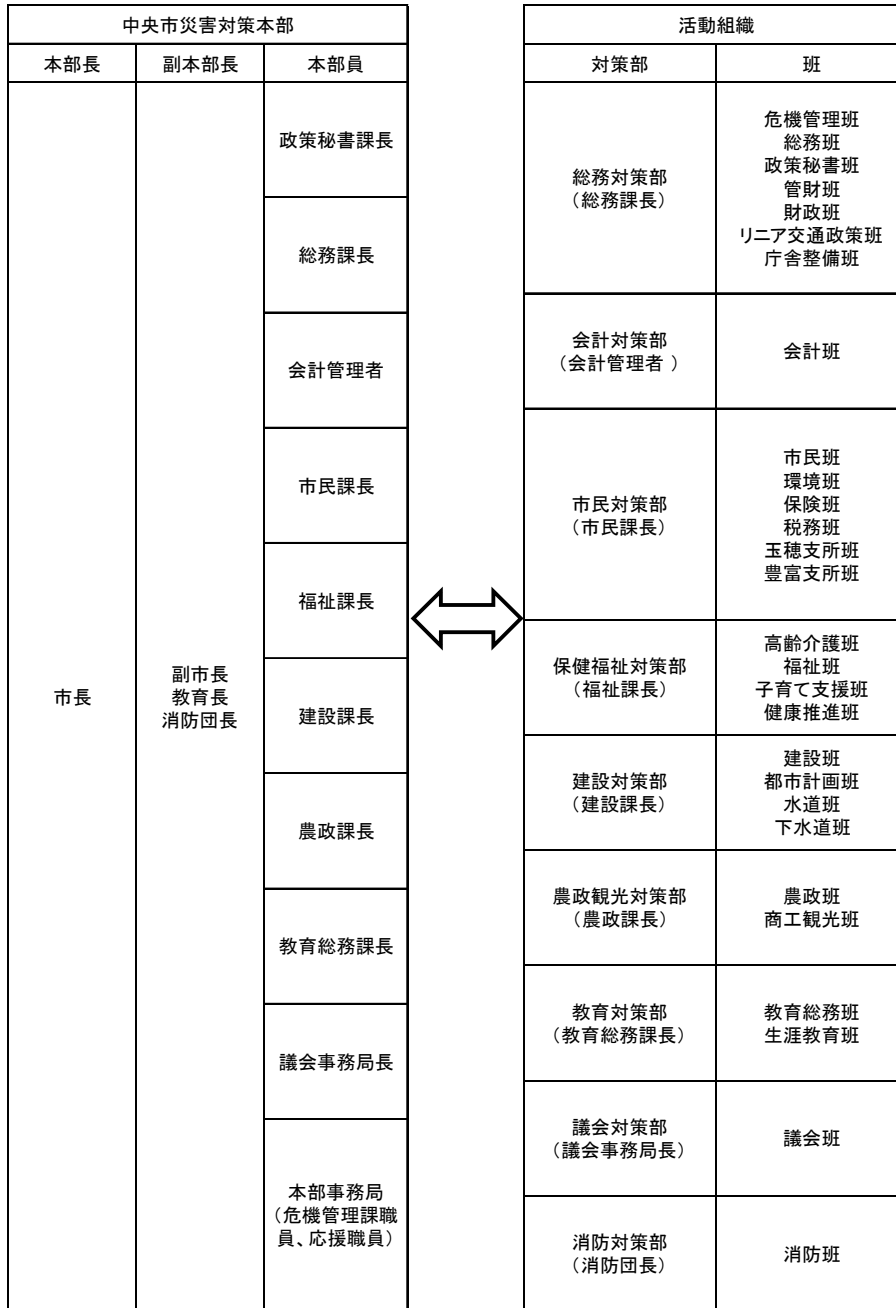 中央市災害対策本部
本部長
副本部長
本部員
市長
副市長
教育長
消防団長
政策秘書課長
総務課長
会計管理者
市民課長
福祉課長
建設課長
農政課長
教育総務課長
議会事務局長
本部事務局
（危機管理課職
員、応援職員）
活動組織
対策部
班
総務対策部
（総務課長）
危機管理班
総務班
政策秘書班
管財班
財政班
リニア交通政策班
庁舎整備班
会計対策部
（会計管理者 ）
会計班
市民対策部
（市民課長）
市民班
環境班
保険班
税務班
玉穂支所班
豊富支所班
保健福祉対策部
（福祉課長）
高齢介護班
福祉班
子育て支援班
健康推進班
建設対策部
（建設課長）
建設班
都市計画班
水道班
下水道班
農政観光対策部
（農政課長）
農政班
商工観光班
教育対策部
（教育総務課長）
教育総務班
生涯教育班
議会対策部
（議会事務局長）
議会班
消防対策部
（消防団長）
消防班